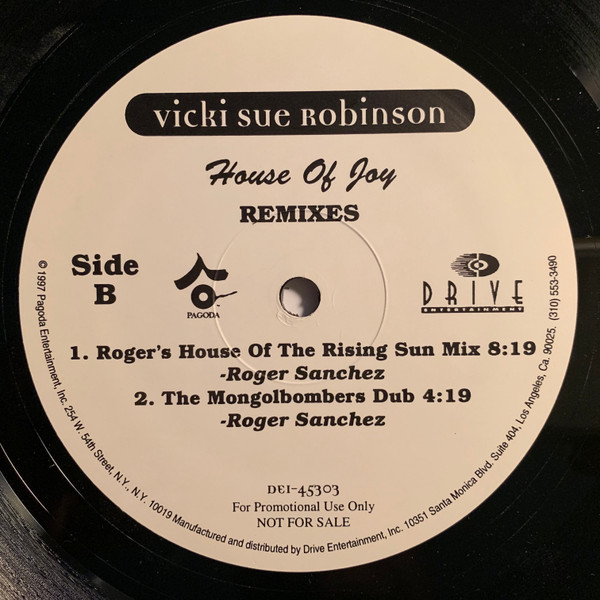 vicki sue robinson
House Of Joy
REMIXES
Side
B
PAGODA
DRIVE
ENTERTAINMENT
1. Roger's House Of The Rising Sun Mix 8:19
-Roger Sanchez
2. The Mongolbombers Dub 4:19
-Roger Sanchez
DEI-45303
For Promotional Use Only
NOT FOR SALE
© 1997 Pagoda Entertainment, Inc. 254 W. 54th Street, N.Y., N.Y. 10019 Manufactured and distributed by Drive Entertainment, Inc. 10351 Santa Monica Blvd. Suite 404, Los Angeles, Ca. 90025. (310) 553-3490